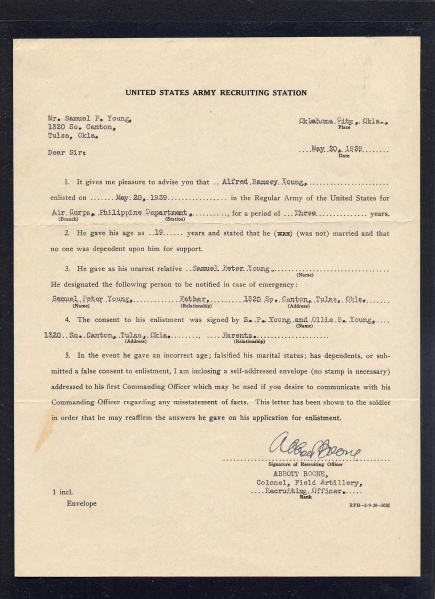 UNITED STATES ARMY RECRUITING STATION
Mr. Samuel P. Young,
1320 So. Canton,
Tulsa, Okla.
Oklahoma City, Okla.,
Place
Dear Sir:
May 20, 1939
Date
1. It gives me pleasure to advise you that Alfred Ramsey Young,
(Name)
enlisted on May 20, 1939 in the Regular Army of the United States for
Air Corps, Philippine Department, for a period of Three years.
(Branch) (Station)
2. He gave his age as 19 years and stated that he (xxx) (was not) married and that
no one was dependent upon him for support.
3. He gave as his nearest relative Samuel Peter Young
(Name)
He designated the following person to be notified in case of emergency:
Samuel Peter Young, Father, 1320 So. Canton, Tulsa, Okla.
(Name) (Relationship) (Address)
4. The consent to his enlistment was signed by S. P. Young and Ollie S. Young,
(Name)
1320 So. Canton, Tulsa, Okla. Parents.
(Address) (Relationship)
5. In the event he gave an incorrect age; falsified his marital status; has dependents, or sub-
mitted a false consent to enlistment, I am inclosing a self-addressed envelope (no stamp is necessary)
addressed to his first Commanding Officer which may be used if you desire to communicate with his
Commanding Officer regarding any misstatement of facts. This letter has been shown to the soldier
in order that he may reaffirm the answers he gave on his application for enlistment.
Abbott Boone
Signature of Recruiting Officer
ABBOTT BOONE,
Colonel, Field Artillery,
Recruiting Officer.
Rank
1 incl.
Envelope